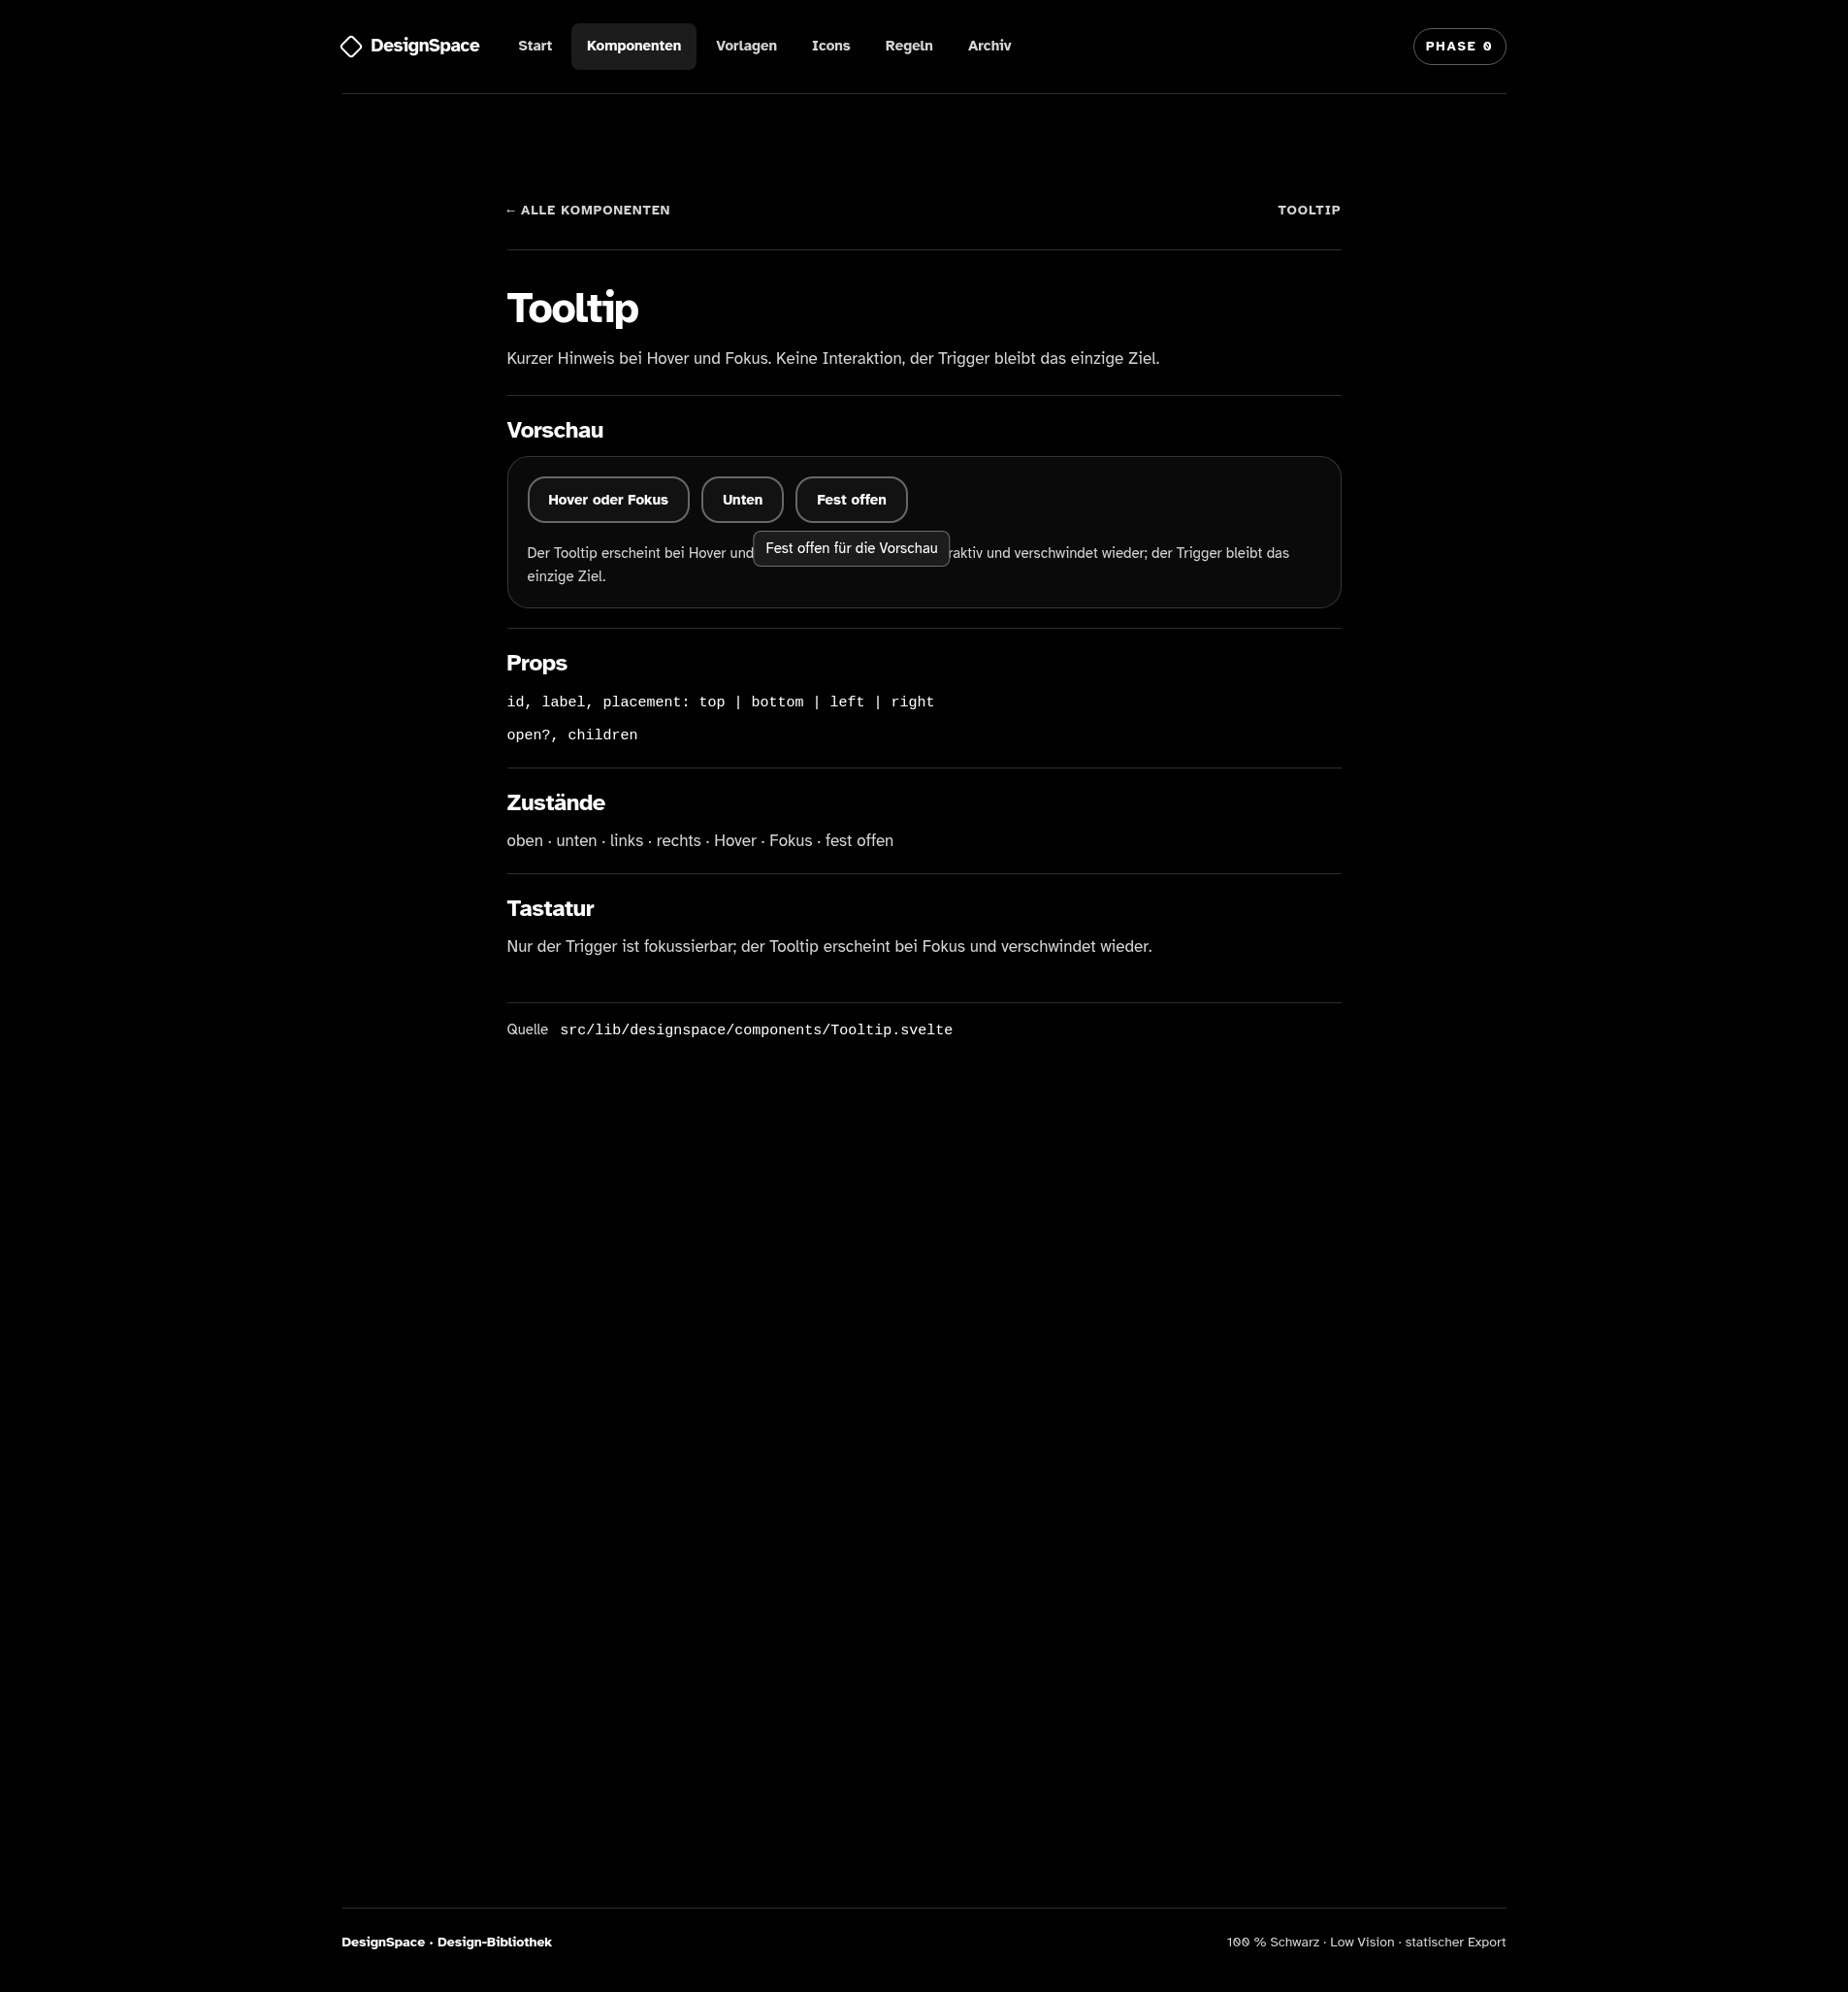 DesignSpace
Start
Komponenten
Vorlagen
Icons
Regeln
Archiv
PHASE 0
← ALLE KOMPONENTEN
TOOLTIP
Tooltip
Kurzer Hinweis bei Hover und Fokus. Keine Interaktion, der Trigger bleibt das einzige Ziel.
Vorschau
Hover oder Fokus
Unten
Fest offen
Fest offen für die Vorschau
Der Tooltip erscheint bei Hover und raktiv und verschwindet wieder; der Trigger bleibt das
einzige Ziel.
Props
id, label, placement: top | bottom | left | right
open?, children
Zustände
oben · unten · links · rechts · Hover · Fokus · fest offen
Tastatur
Nur der Trigger ist fokussierbar; der Tooltip erscheint bei Fokus und verschwindet wieder.
Quelle src/lib/designspace/components/Tooltip.svelte
DesignSpace · Design-Bibliothek
100 % Schwarz · Low Vision · statischer Export